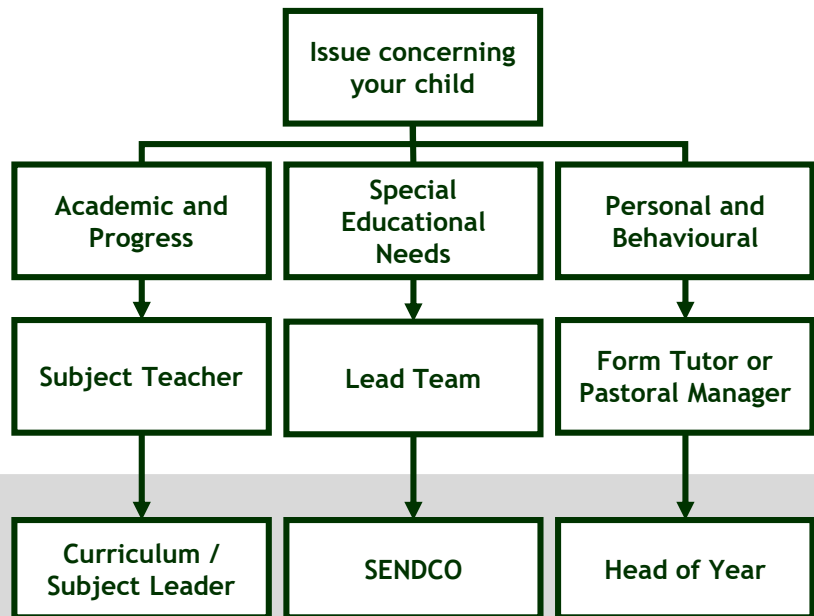 Issue concerning
your child
Academic and
Progress
Special
Educational
Needs
Personal and
Behavioural
Subject Teacher
Lead Team
Form Tutor or
Pastoral Manager
Curriculum /
Subject Leader
SENDCO
Head of Year